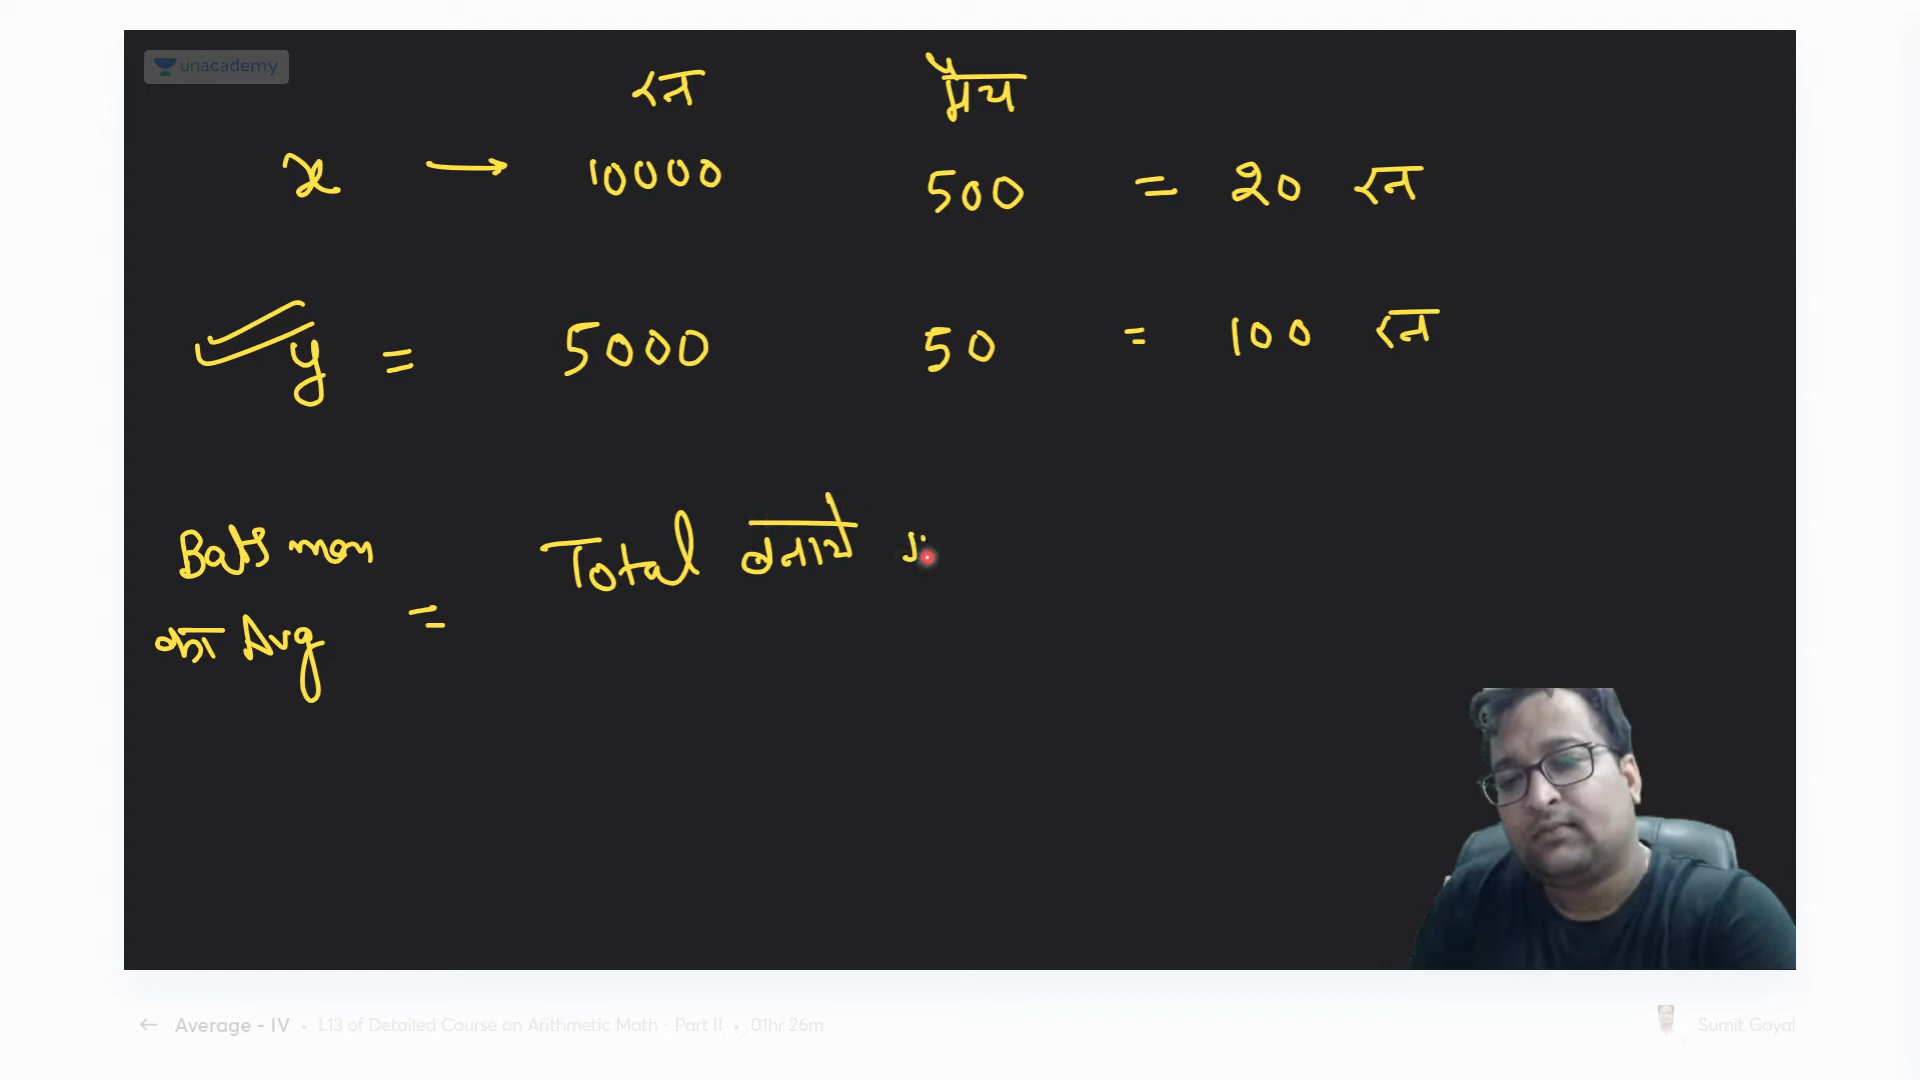 unacademy
रन मैच
x → 10000 500 = 20 रन
y = 5000 50 = 100 रन
Batsman
का Avg = Total बनाये
Average - IV • L13 of Detailed Course on Arithmetic Math - Part II • 01hr 26m
Sumit Goyal